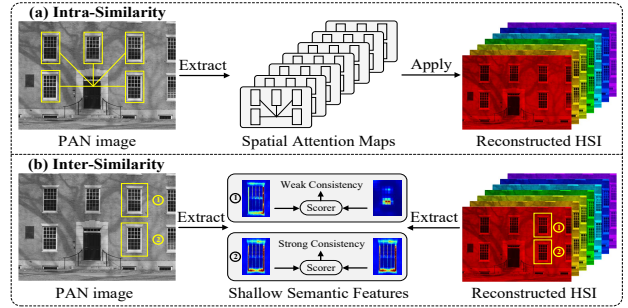 (a) Intra-Similarity
Extract
Apply
PAN image
Spatial Attention Maps
Reconstructed HSI
(b) Inter-Similarity
①
②
Extract
①
Weak Consistency
Scorer
②
Strong Consistency
Scorer
Extract
①
②
PAN image
Shallow Semantic Features
Reconstructed HSI